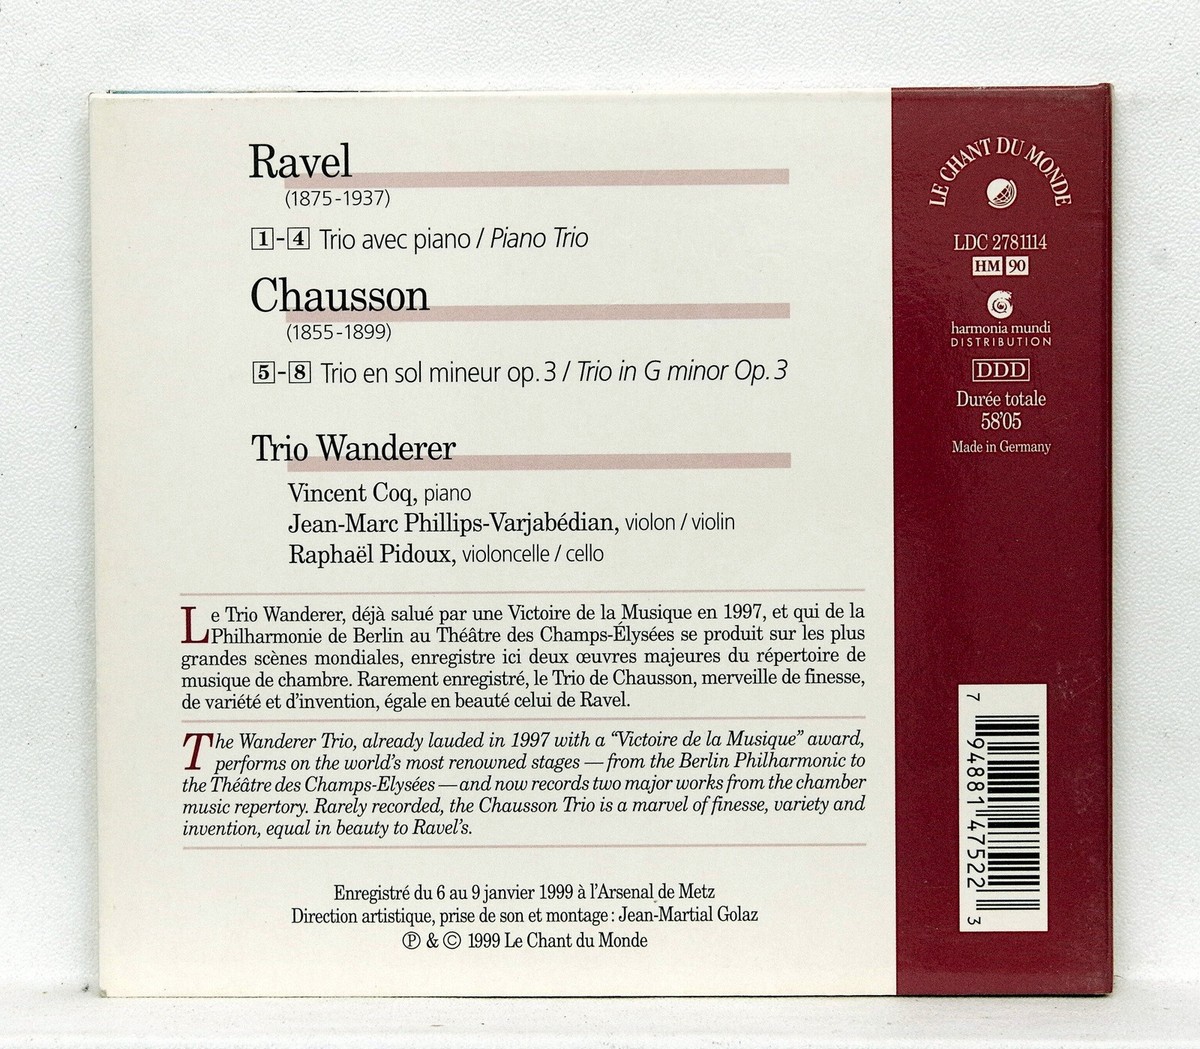 Ravel
(1875-1937)
1-4 Trio avec piano / Piano Trio
Chausson
(1855-1899)
5-8 Trio en sol mineur op. 3 / Trio in G minor Op. 3
Trio Wanderer
Vincent Coq, piano
Jean-Marc Phillips-Varjabédian, violon / violin
Raphaël Pidoux, violoncelle / cello
Le Trio Wanderer, déjà salué par une Victoire de la Musique en 1997, et qui de la
Philharmonie de Berlin au Théâtre des Champs-Élysées se produit sur les plus
grandes scènes mondiales, enregistre ici deux œuvres majeures du répertoire de
musique de chambre. Rarement enregistré, le Trio de Chausson, merveille de finesse,
de variété et d'invention, égale en beauté celui de Ravel.
The Wanderer Trio, already lauded in 1997 with a “Victoire de la Musique” award,
performs on the world's most renowned stages — from the Berlin Philharmonic to
the Théâtre des Champs-Elysées — and now records two major works from the chamber
music repertory. Rarely recorded, the Chausson Trio is a marvel of finesse, variety and
invention, equal in beauty to Ravel's.
Enregistré du 6 au 9 janvier 1999 à l'Arsenal de Metz
Direction artistique, prise de son et montage : Jean-Martial Golaz
℗ & © 1999 Le Chant du Monde
LE CHANT DU MONDE
LDC 2781114
HM 90
harmonia mundi
DISTRIBUTION
DDD
Durée totale
58'05
Made in Germany
7 94881 47522 3